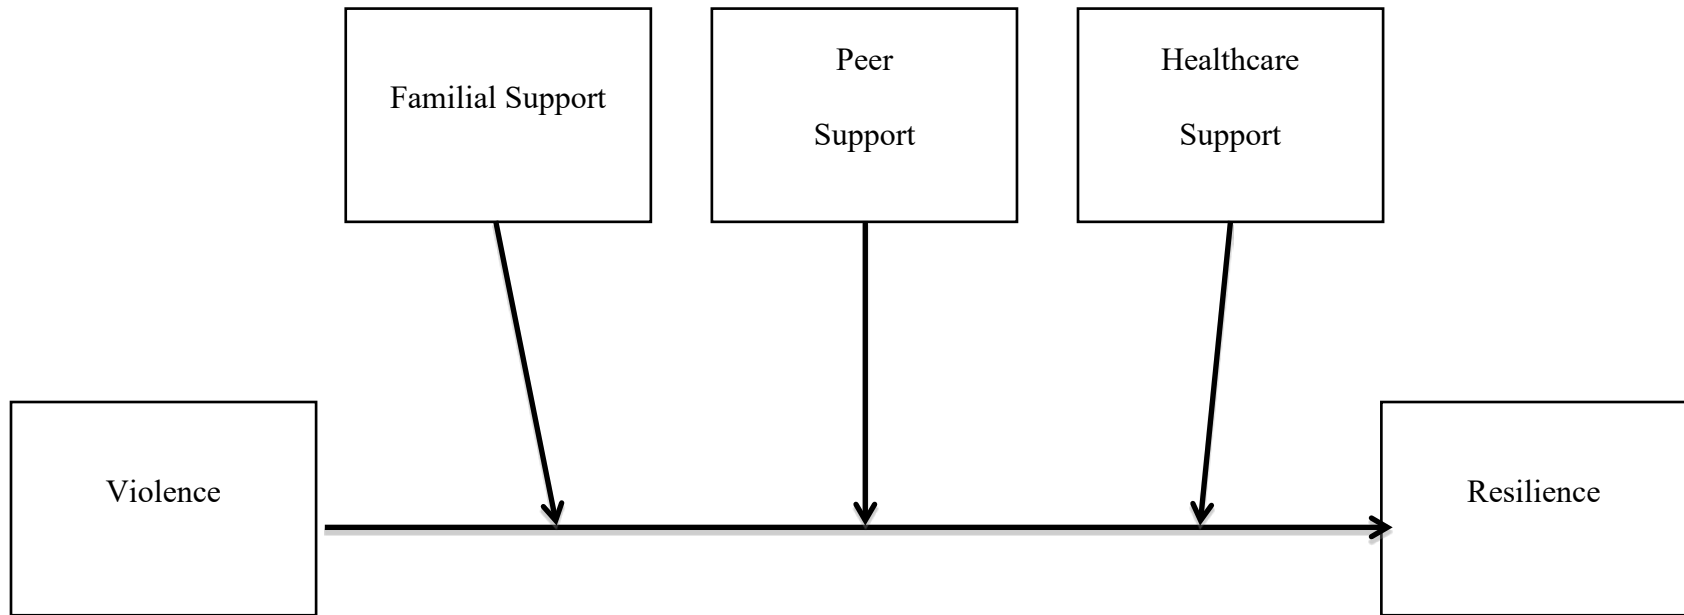 Familial Support
Peer
Support
Healthcare
Support
Violence
Resilience